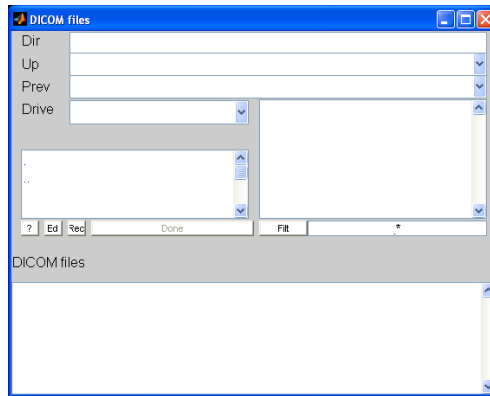 DICOM files
Dir
Up
Prev
Drive
.
..
? Ed Rec Done Filt .*
DICOM files